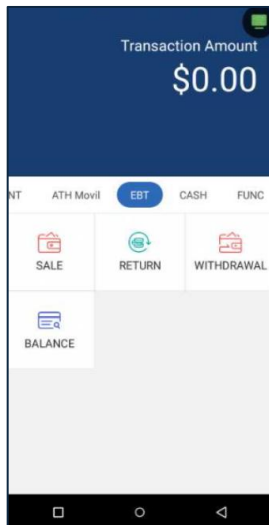 Transaction Amount
$0.00
NT ATH Movil EBT CASH FUNC
SALE RETURN WITHDRAWAL
BALANCE